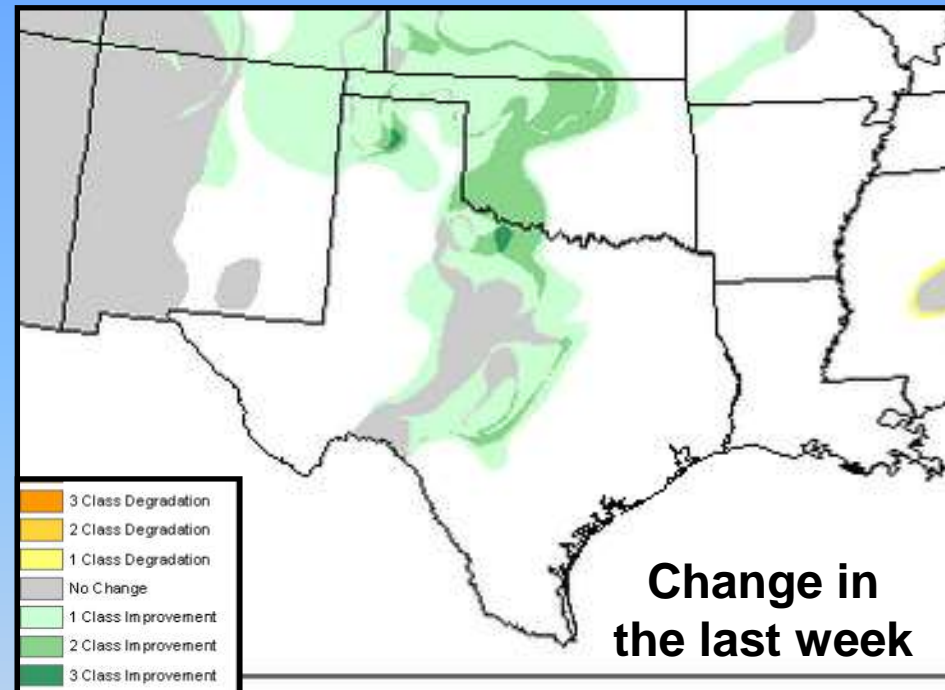 3 Class Degradation
2 Class Degradation
1 Class Degradation
No Change
1 Class Improvement
2 Class Improvement
3 Class Improvement
Change in
the last week